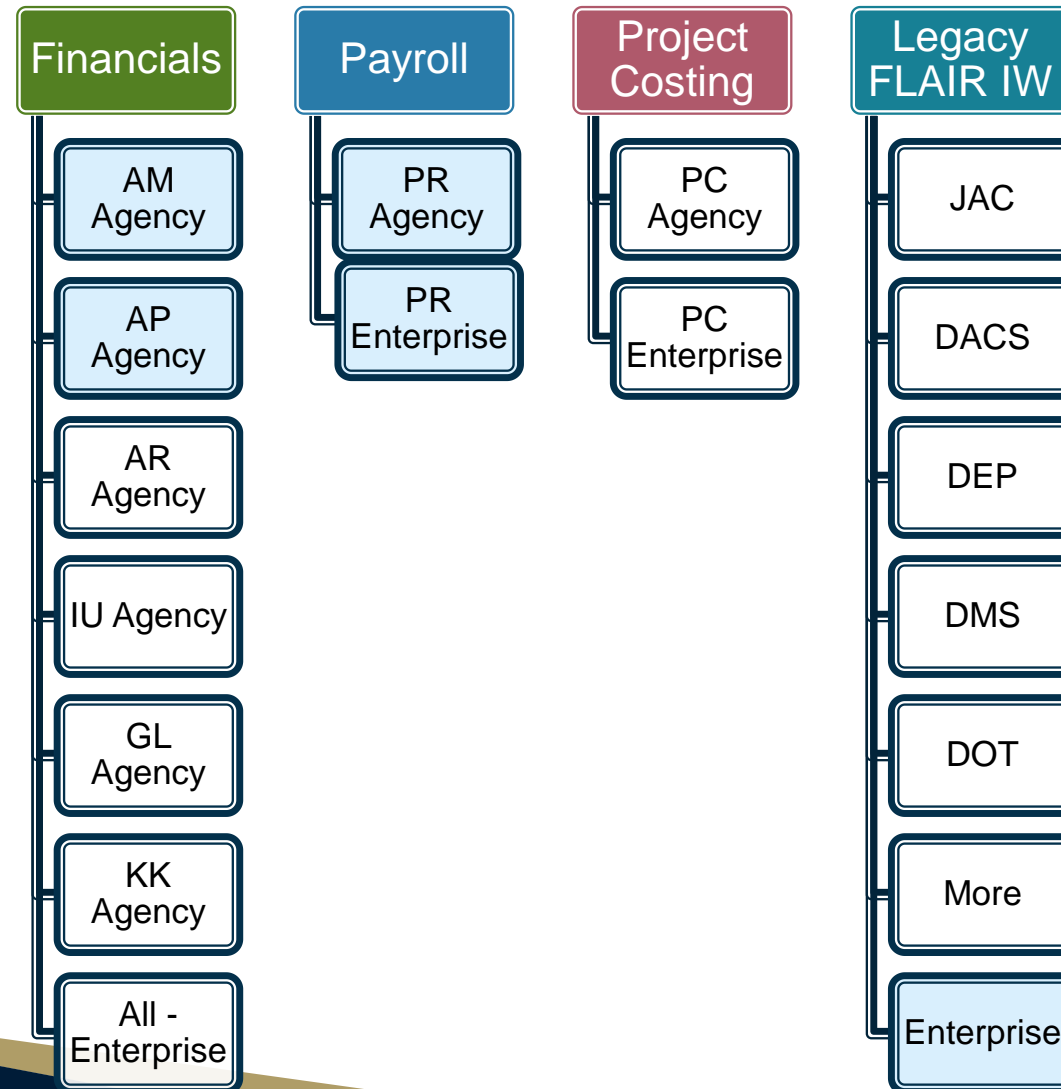 Financials
AM
Agency
AP
Agency
AR
Agency
IU Agency
GL
Agency
KK
Agency
All -
Enterprise
Payroll
PR
Agency
PR
Enterprise
Project
Costing
PC
Agency
PC
Enterprise
Legacy
FLAIR IW
JAC
DACS
DEP
DMS
DOT
More
Enterprise